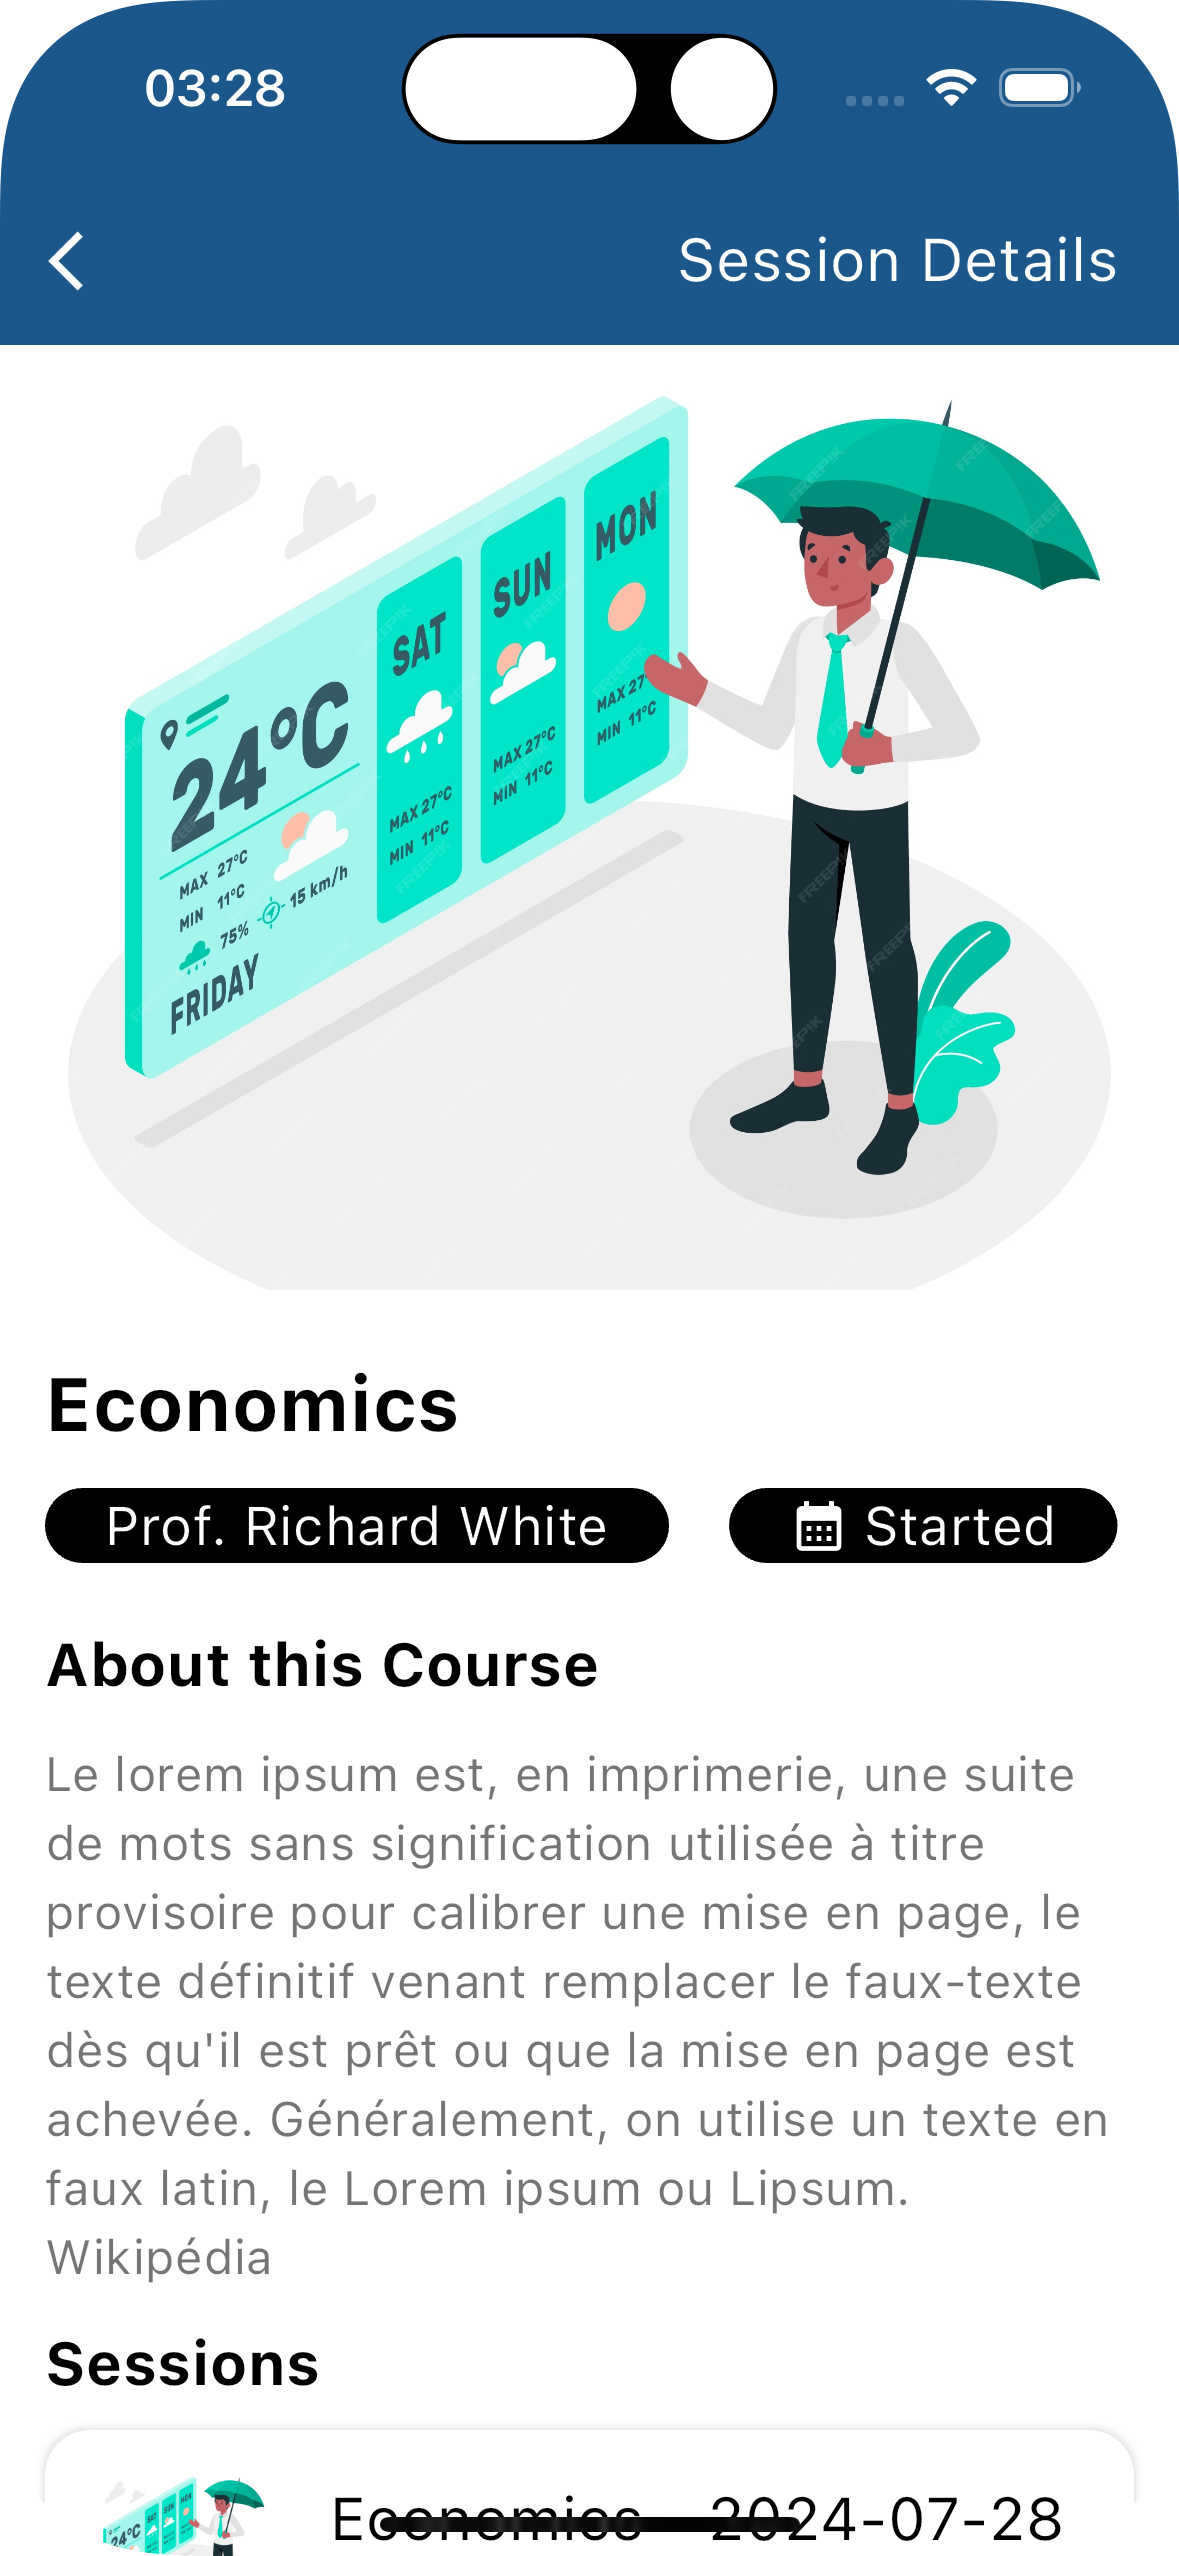 03:28
Session Details
24°C
MAX 27°C
MIN 11°C
75%
15 km/h
FRIDAY
SAT
MAX 27°C
MIN 11°C
SUN
MAX 27°C
MIN 11°C
MON
MAX 27
MIN 11°C
Economics
Prof. Richard White
Started
About this Course
Le lorem ipsum est, en imprimerie, une suite
de mots sans signification utilisée à titre
provisoire pour calibrer une mise en page, le
texte définitif venant remplacer le faux-texte
dès qu'il est prêt ou que la mise en page est
achevée. Généralement, on utilise un texte en
faux latin, le Lorem ipsum ou Lipsum.
Wikipédia
Sessions
24°C
Economics 2024-07-28